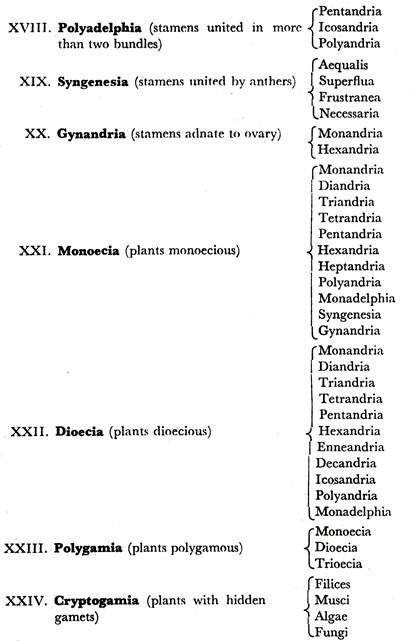 XVIII. Polyadelphia (stamens united in more than two bundles)
Pentandria
Icosandria
Polyandria
XIX. Syngenesia (stamens united by anthers)
Aequalis
Superflua
Frustranea
Necessaria
XX. Gynandria (stamens adnate to ovary)
Monandria
Hexandria
XXI. Monoecia (plants monoecious)
Monandria
Diandria
Triandria
Tetrandria
Pentandria
Hexandria
Heptandria
Polyandria
Monadelphia
Syngenesia
Gynandria
XXII. Dioecia (plants dioecious)
Monandria
Diandria
Triandria
Tetrandria
Pentandria
Hexandria
Enneandria
Decandria
Icosandria
Polyandria
Monadelphia
XXIII. Polygamia (plants polygamous)
Monoecia
Dioecia
Trioecia
XXIV. Cryptogamia (plants with hidden gamets)
Filices
Musci
Algae
Fungi